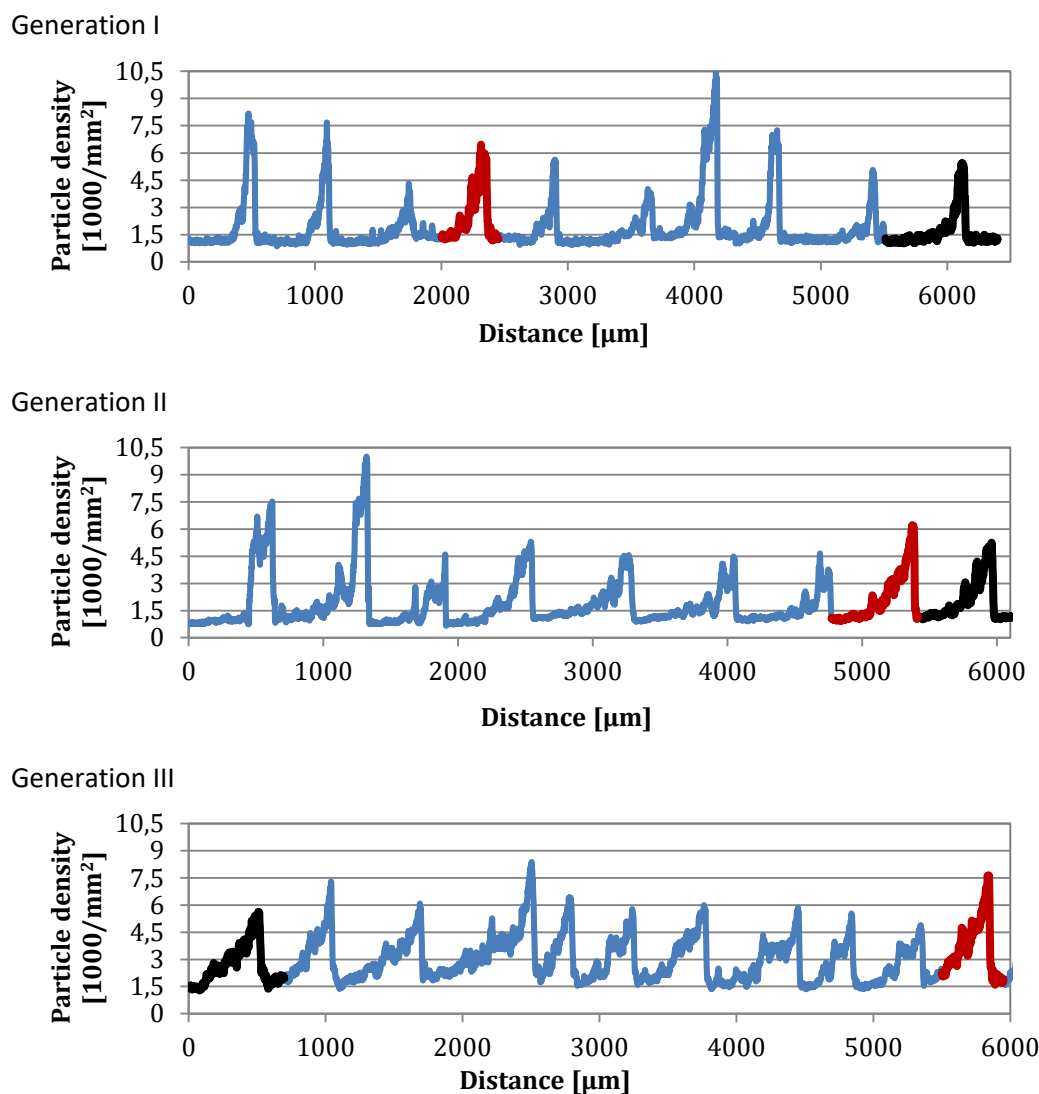 Generation I
Particle density
[1000/mm²]
10,5
9
7,5
6
4,5
3
1,5
0
0 1000 2000 3000 4000 5000 6000
Distance [µm]
Generation II
Particle density
[1000/mm²]
10,5
9
7,5
6
4,5
3
1,5
0
0 1000 2000 3000 4000 5000 6000
Distance [µm]
Generation III
Particle density
[1000/mm²]
10,5
9
7,5
6
4,5
3
1,5
0
0 1000 2000 3000 4000 5000 6000
Distance [µm]